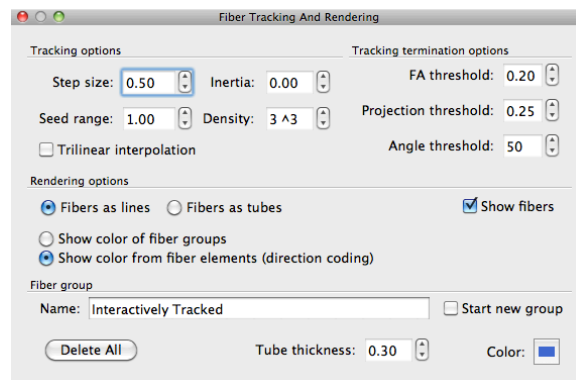 Fiber Tracking And Rendering
Tracking options
Tracking termination options
Step size: 0.50 Inertia: 0.00 FA threshold: 0.20
Seed range: 1.00 Density: 3 ^3 Projection threshold: 0.25
Trilinear interpolation Angle threshold: 50
Rendering options
Fibers as lines Fibers as tubes Show fibers
Show color of fiber groups
Show color from fiber elements (direction coding)
Fiber group
Name: Interactively Tracked Start new group
Delete All Tube thickness: 0.30 Color: